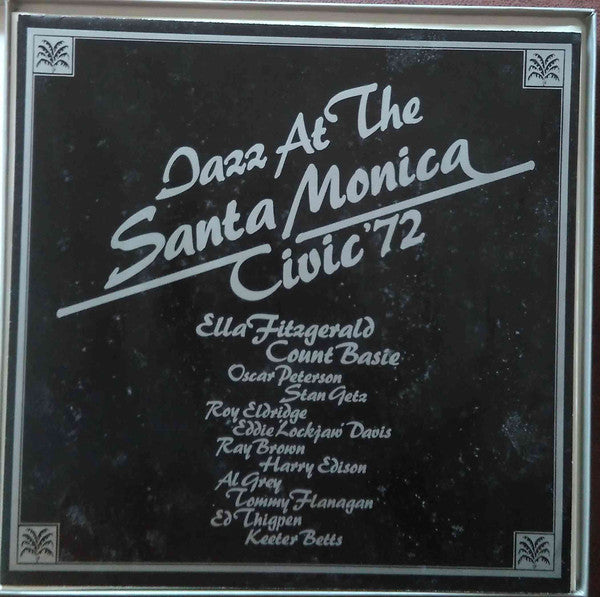 Jazz At The
Santa Monica
Civic '72
Ella Fitzgerald
Count Basie
Oscar Peterson
Stan Getz
Roy Eldridge
Eddie 'Lockjaw' Davis
Ray Brown
Harry Edison
Al Grey
Tommy Flanagan
Ed Thigpen
Keeter Betts